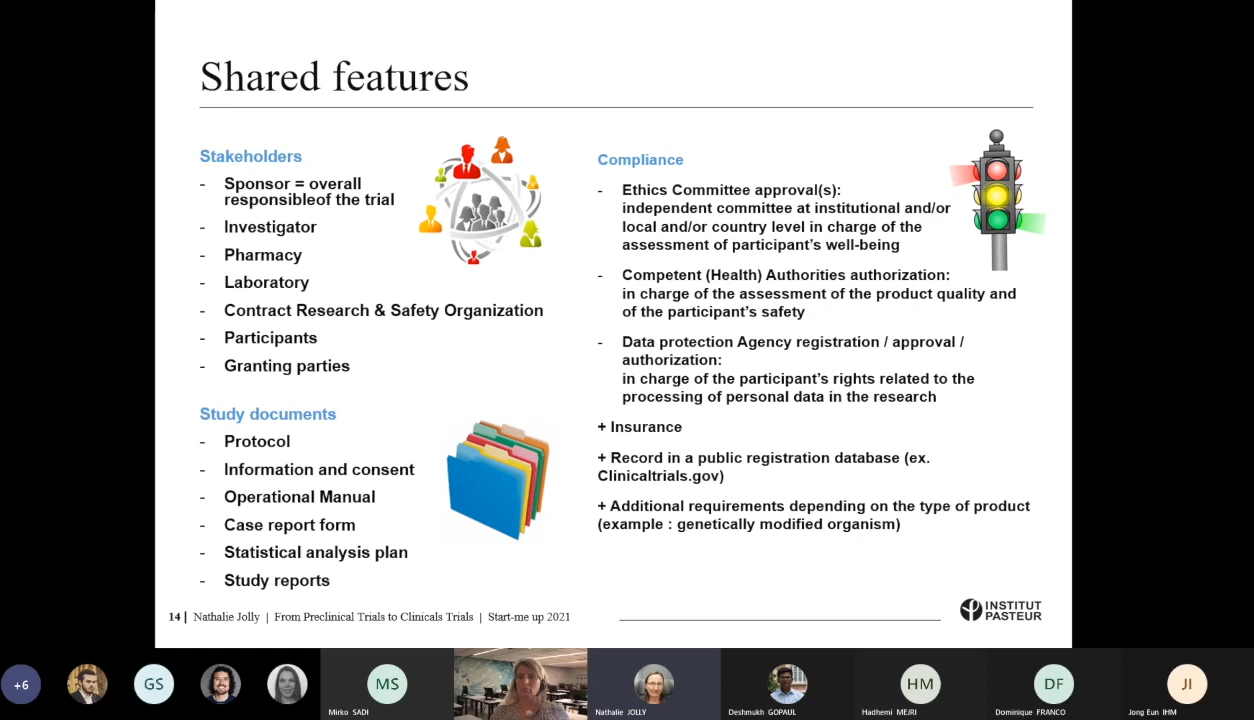 Shared features
Stakeholders
- Sponsor = overall
responsibleof the trial
- Investigator
- Pharmacy
- Laboratory
- Contract Research & Safety Organization
- Participants
- Granting parties
Study documents
- Protocol
- Information and consent
- Operational Manual
- Case report form
- Statistical analysis plan
- Study reports
Compliance
- Ethics Committee approval(s):
independent committee at institutional and/or
local and/or country level in charge of the
assessment of participant's well-being
- Competent (Health) Authorities authorization:
in charge of the assessment of the product quality and
of the participant's safety
- Data protection Agency registration / approval /
authorization:
in charge of the participant's rights related to the
processing of personal data in the research
+ Insurance
+ Record in a public registration database (ex.
Clinicaltrials.gov)
+ Additional requirements depending on the type of product
(example : genetically modified organism)
14 | Nathalie Jolly | From Preclinical Trials to Clinicals Trials | Start-me up 2021
INSTITUT
PASTEUR
+6
GS
MS
HM
DF
JI
Mirko SADI
Nathalie JOLLY
Deshmukh GOPAUL
Hadhemi MEJRI
Dominique FRANCO
Jong Eun IHM